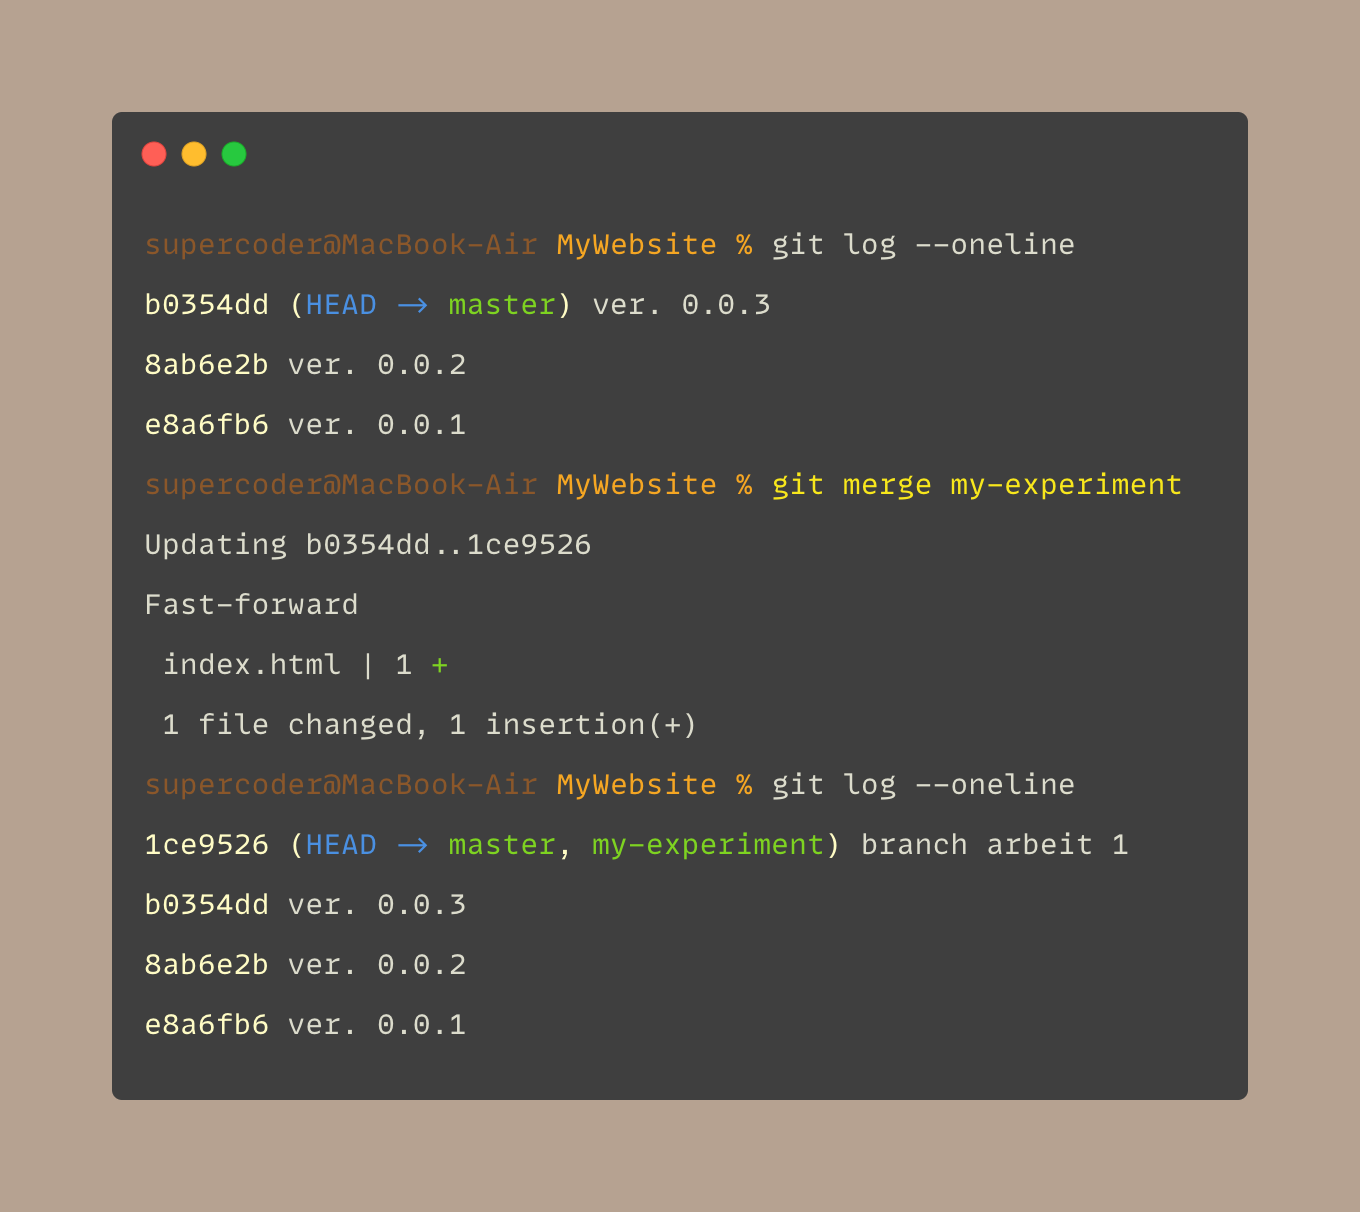 supercoder@MacBook-Air MyWebsite % git log --oneline
b0354dd (HEAD -> master) ver. 0.0.3
8ab6e2b ver. 0.0.2
e8a6fb6 ver. 0.0.1
supercoder@MacBook-Air MyWebsite % git merge my-experiment
Updating b0354dd..1ce9526
Fast-forward
 index.html | 1 +
 1 file changed, 1 insertion(+)
supercoder@MacBook-Air MyWebsite % git log --oneline
1ce9526 (HEAD -> master, my-experiment) branch arbeit 1
b0354dd ver. 0.0.3
8ab6e2b ver. 0.0.2
e8a6fb6 ver. 0.0.1